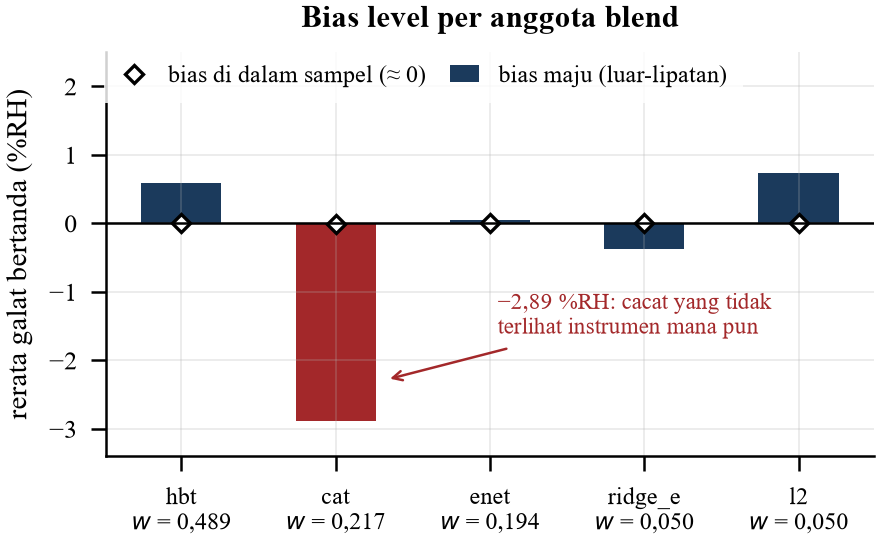 Bias level per anggota blend
bias di dalam sampel (≈ 0)
bias maju (luar-lipatan)
rerata galat bertanda (%RH)
2
1
0
−1
−2
−3
−2,89 %RH: cacat yang tidak
terlihat instrumen mana pun
hbt
cat
enet
ridge_e
l2
w = 0,489
w = 0,217
w = 0,194
w = 0,050
w = 0,050